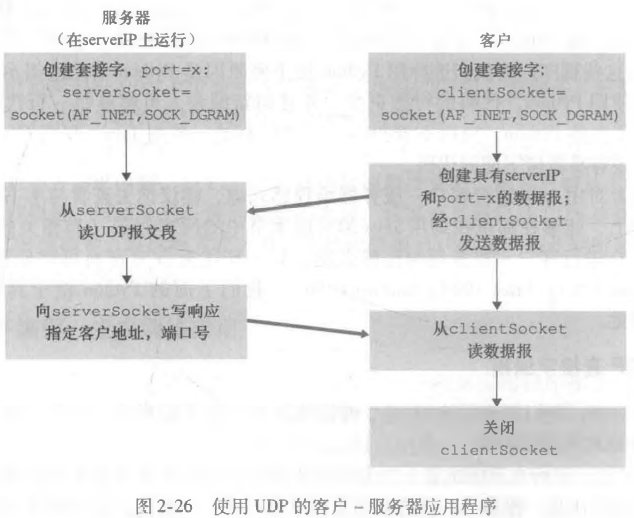 服务器
（在serverIP上运行）
创建套接字，port=x:
serverSocket=
socket(AF_INET,SOCK_DGRAM)
从serverSocket
读UDP报文段
向serverSocket写响应
指定客户地址，端口号
客户
创建套接字:
clientSocket=
socket(AF_INET,SOCK_DGRAM)
创建具有serverIP
和port=x的数据报；
经clientSocket
发送数据报
从clientSocket
读数据报
关闭
clientSocket
图 2-26 使用 UDP 的客户 – 服务器应用程序